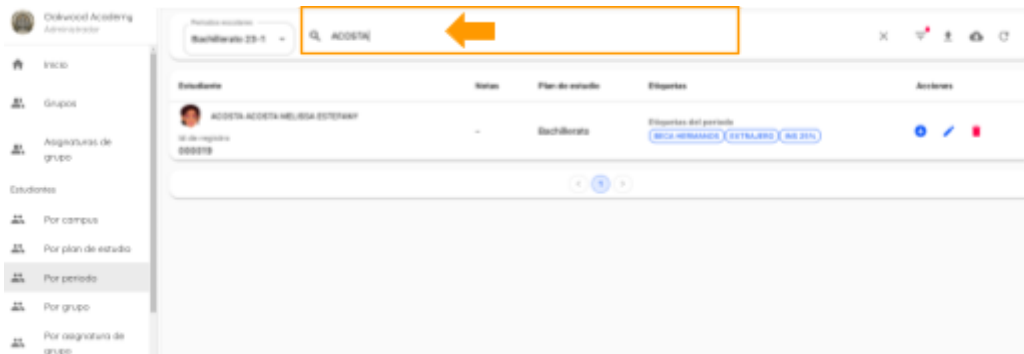 Oakwood Academy
Administrador
Inicio
Grupos
Asignaturas de
grupo
Estudiantes
Por campus
Por plan de estudio
Por periodo
Por grupo
Por asignatura de
grupo
Periodos escolares
Bachillerato 23-1
ACOSTA
Estudiante Notas Plan de estudio Etiquetas Acciones
ACOSTA ACOSTA MELISSA ESTEFANY
Id de registro
000019
-
Bachillerato
Etiquetas del periodo
BECA HERMANOS EXTRAJERO INS 25%
1